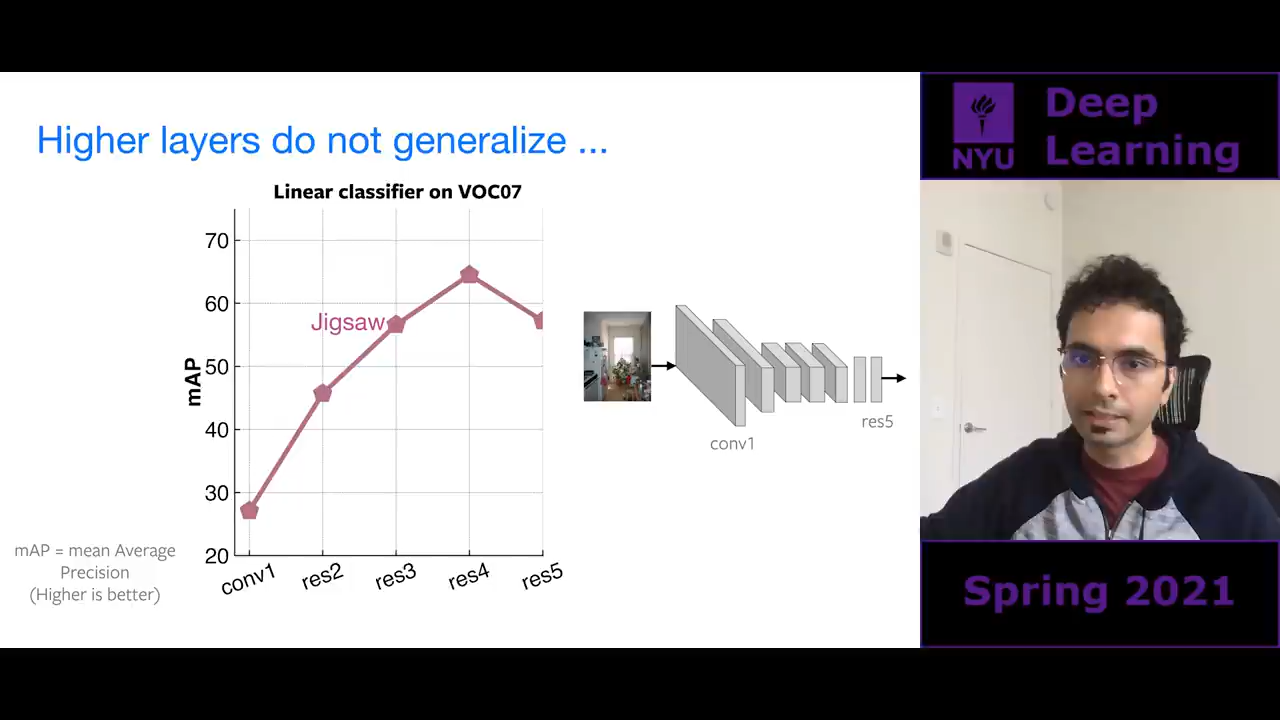 Higher layers do not generalize ...
Linear classifier on VOC07
70
60
50
40
30
20
mAP
Jigsaw
conv1
res2
res3
res4
res5
mAP = mean Average
Precision
(Higher is better)
conv1
res5
NYU
Deep
Learning
Spring 2021